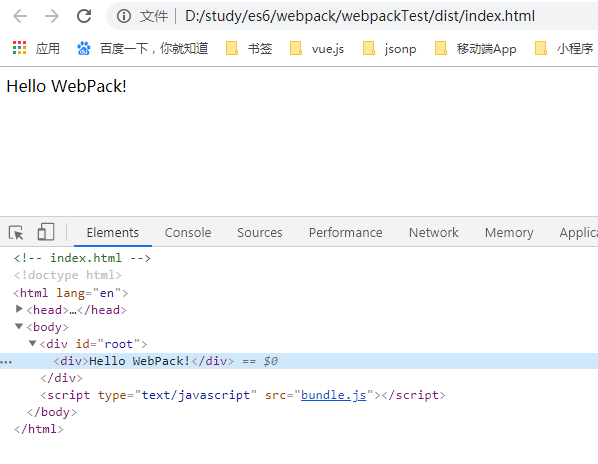 文件 D:/study/es6/webpack/webpackTest/dist/index.html
应用 百度一下，你就知道 书签 vue.js jsonp 移动端App 小程序
Hello WebPack!
Elements Console Sources Performance Network Memory Applic
<!-- index.html -->
<!doctype html>
<html lang="en">
<head>…</head>
<body>
<div id="root">
<div>Hello WebPack!</div> == $0
</div>
<script type="text/javascript" src="bundle.js"></script>
</body>
</html>